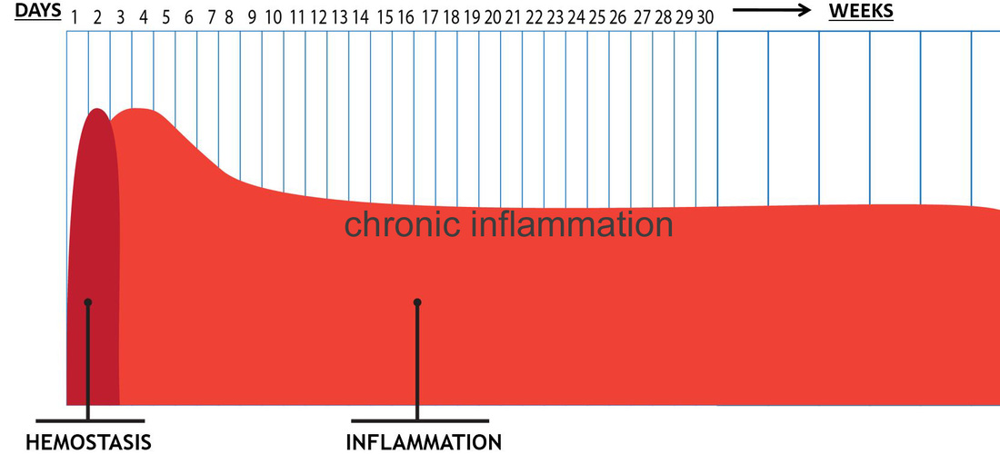 DAYS 1 2 3 4 5 6 7 8 9 10 11 12 13 14 15 16 17 18 19 20 21 22 23 24 25 26 27 28 29 30 WEEKS
chronic inflammation
HEMOSTASIS INFLAMMATION